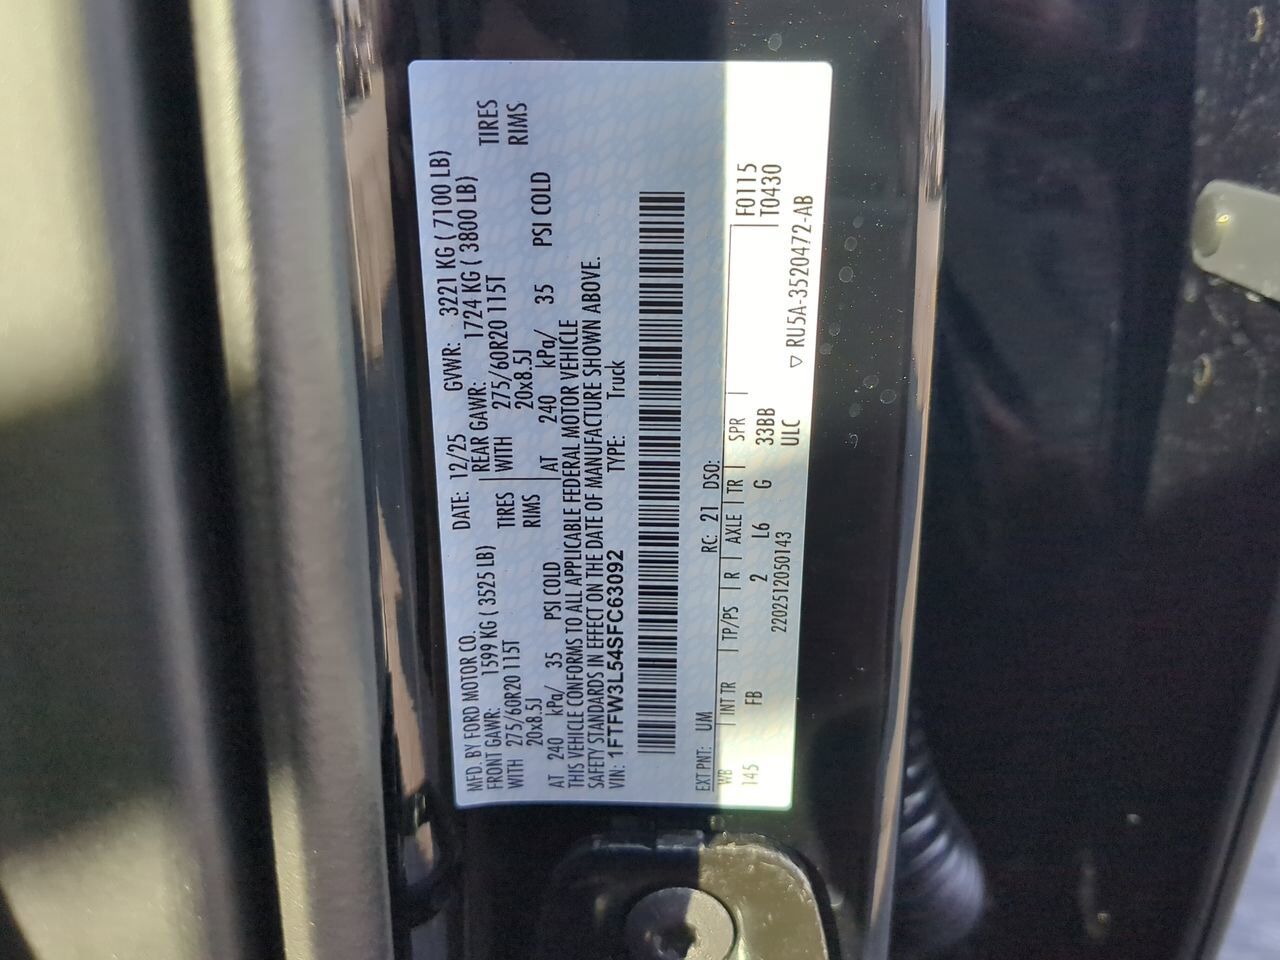 MFD. BY FORD MOTOR CO. DATE: 12/25 GVWR: 3221 KG ( 7100 LB)
FRONT GAWR: 1599 KG ( 3525 LB) REAR GAWR: 1724 KG ( 3800 LB)
WITH 275/60R20 115T TIRES WITH 275/60R20 115T TIRES
20x8.5J RIMS 20x8.5J RIMS
AT 240 kPa/ 35 PSI COLD AT 240 kPa/ 35 PSI COLD
THIS VEHICLE CONFORMS TO ALL APPLICABLE FEDERAL MOTOR VEHICLE
SAFETY STANDARDS IN EFFECT ON THE DATE OF MANUFACTURE SHOWN ABOVE.
VIN: 1FTFW3L54SFC63092 TYPE: Truck
EXT PNT: UM RC: 21 DSO:
WB INT TR TP/PS R AXLE TR SPR F0115
145 FB 2 L6 G 33BB T0430
2202512050143 ULC
▽ RU5A-3520472-AB